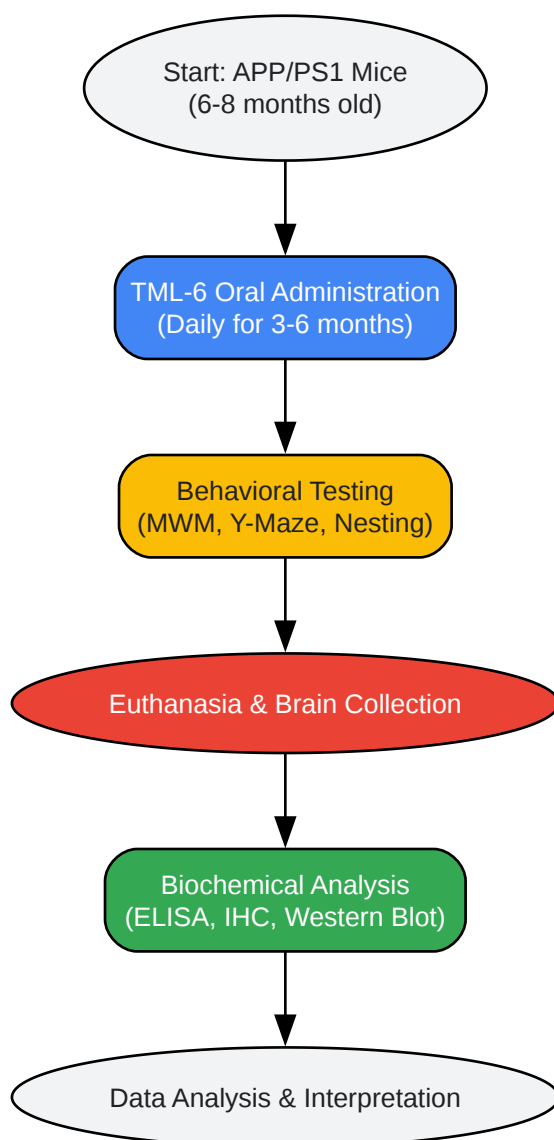 Start: APP/PS1 Mice
(6-8 months old)
TML-6 Oral Administration
(Daily for 3-6 months)
Behavioral Testing
(MWM, Y-Maze, Nesting)
Euthanasia & Brain Collection
Biochemical Analysis
(ELISA, IHC, Western Blot)
Data Analysis & Interpretation